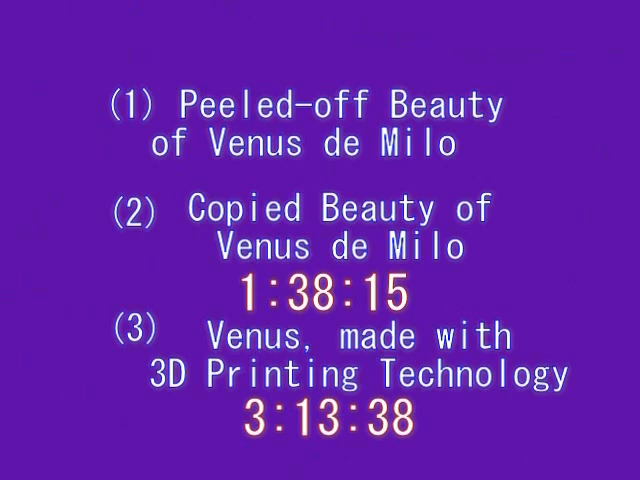 (1) Peeled-off Beauty
of Venus de Milo
(2) Copied Beauty of
Venus de Milo
1:38:15
(3) Venus, made with
3D Printing Technology
3:13:38